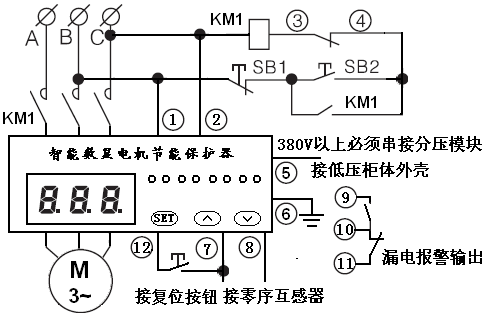 A
B
C
KM1
③
④
SB1
SB2
KM1
KM1
①
②
380V以上必须串接分压模块
智能数显电机节能保护器
⑤
接低压柜体外壳
8.8.8.
SET
⑥
⑨
⑩
⑪
漏电报警输出
⑫
⑦
⑧
M
3~
接复位按钮
接零序互感器